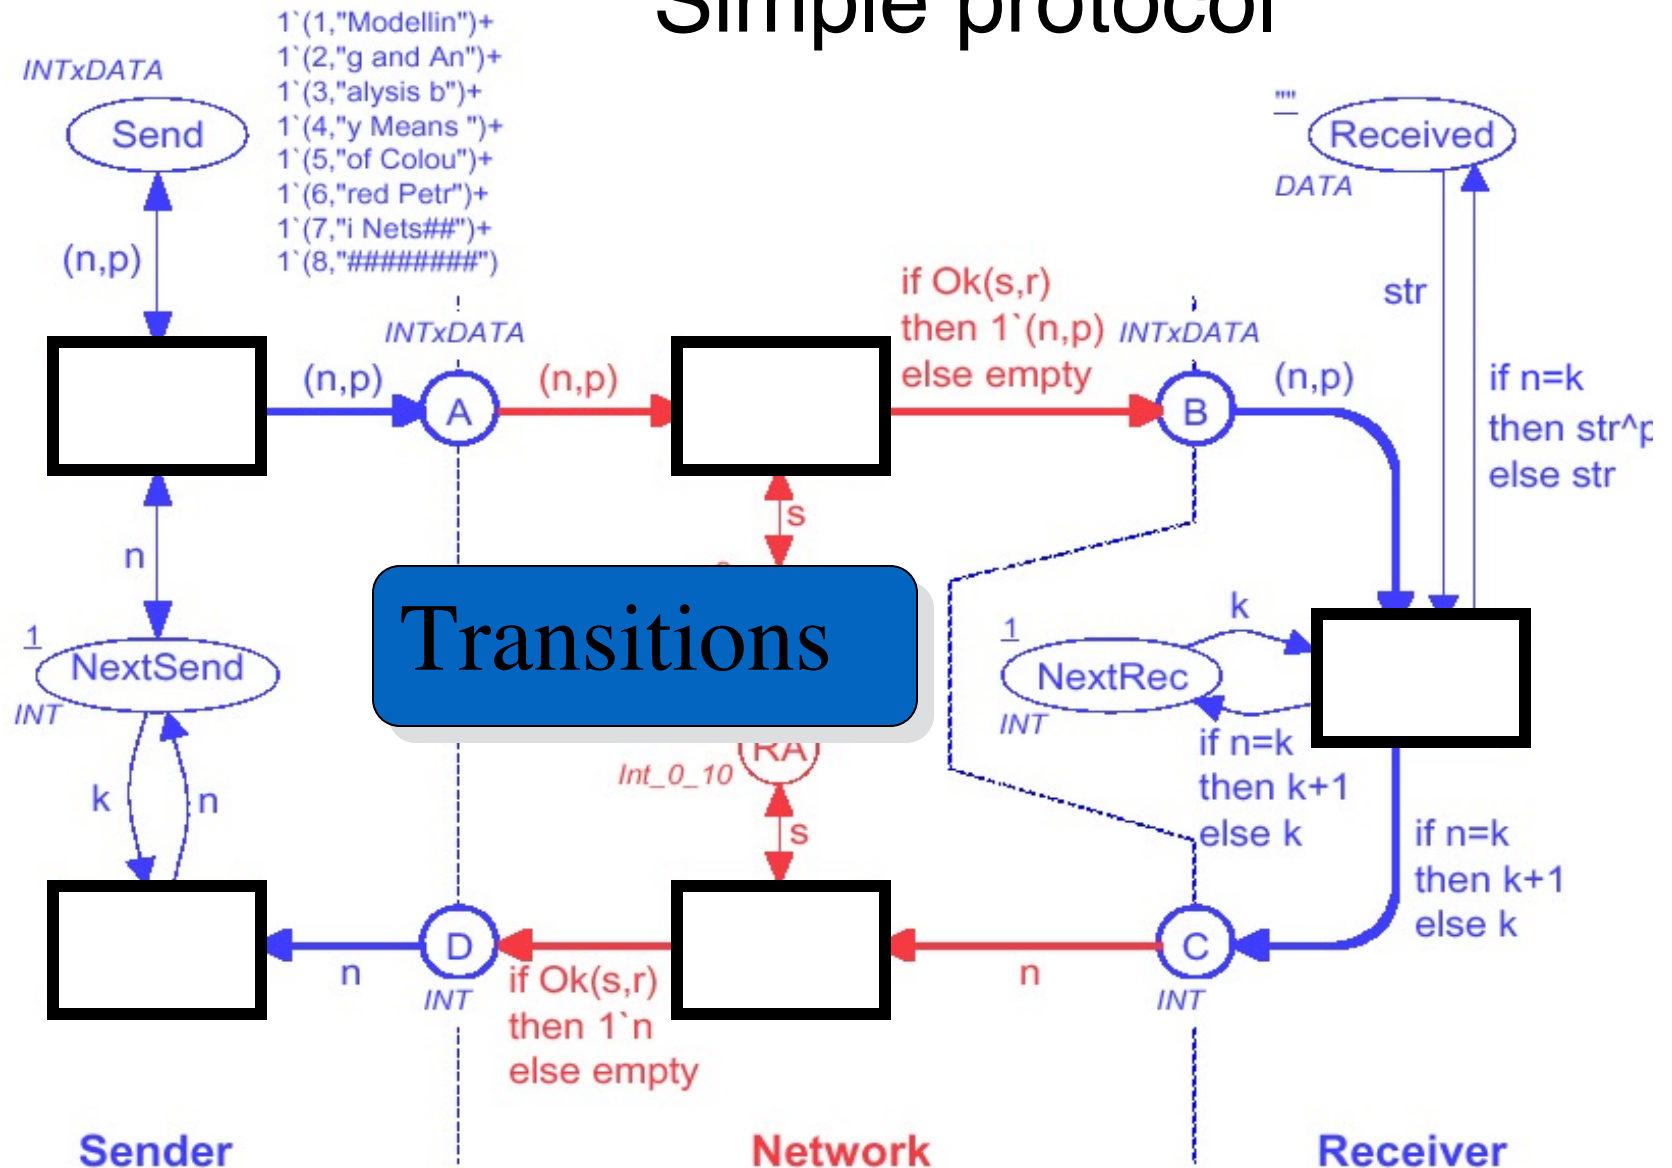 Simple protocol
1`(1,"Modellin")+
1`(2,"g and An")+
1`(3,"alysis b")+
1`(4,"y Means ")+
1`(5,"of Colou")+
1`(6,"red Petr")+
1`(7,"i Nets##")+
1`(8,"########")
INTxDATA
Send
(n,p)
""
Received
DATA
str
if n=k
then str^p
else str
INTxDATA
(n,p)
A
(n,p)
if Ok(s,r)
then 1`(n,p)
else empty
INTxDATA
B
(n,p)
n
s
Transitions
1
NextSend
INT
k
n
RA
Int_0_10
s
1
NextRec
INT
k
if n=k
then k+1
else k
if n=k
then k+1
else k
n
D
INT
if Ok(s,r)
then 1`n
else empty
n
C
INT
Sender
Network
Receiver